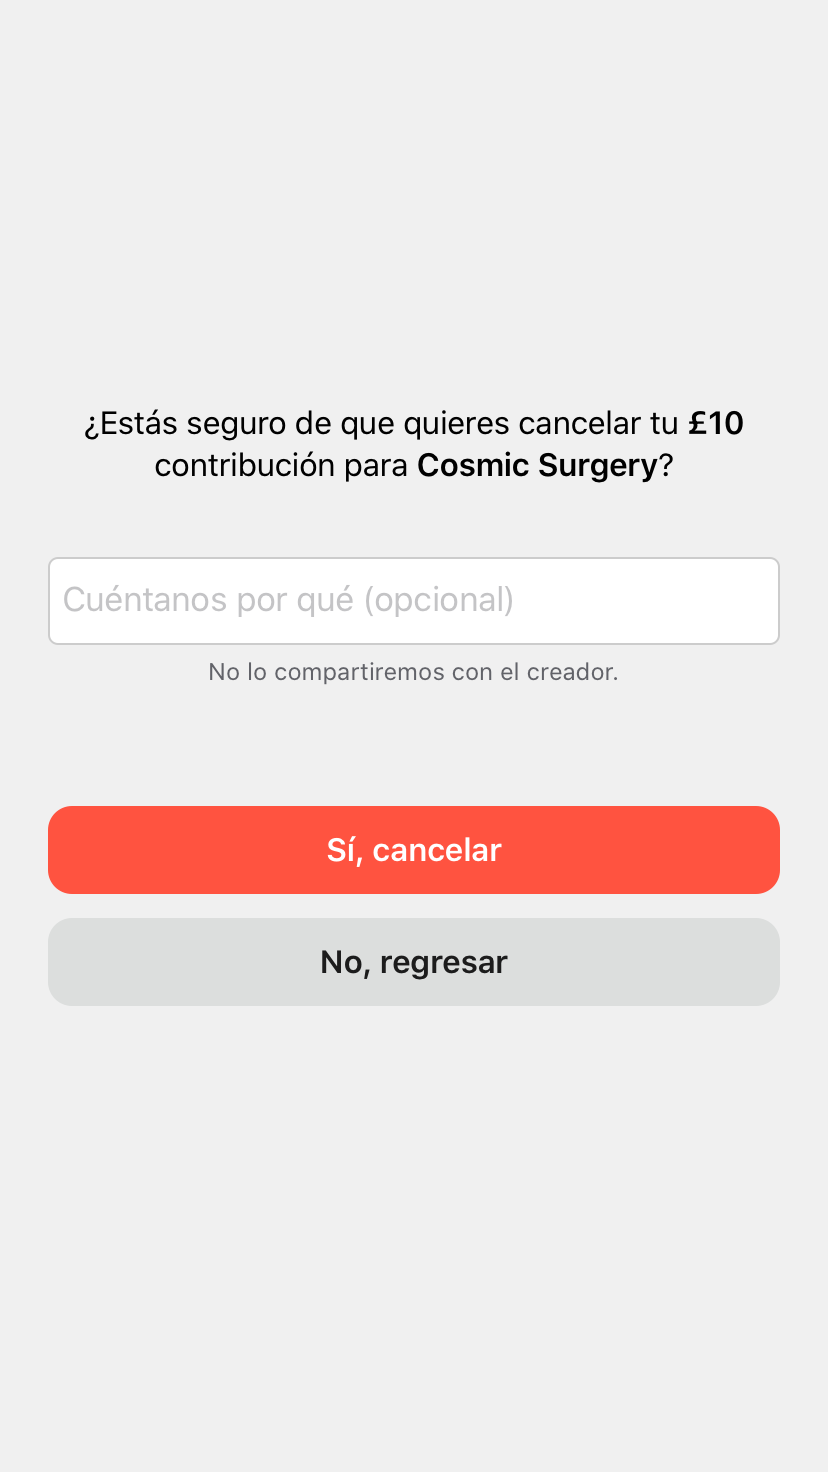 ¿Estás seguro de que quieres cancelar tu £10
contribución para Cosmic Surgery?
Cuéntanos por qué (opcional)
No lo compartiremos con el creador.
Sí, cancelar
No, regresar